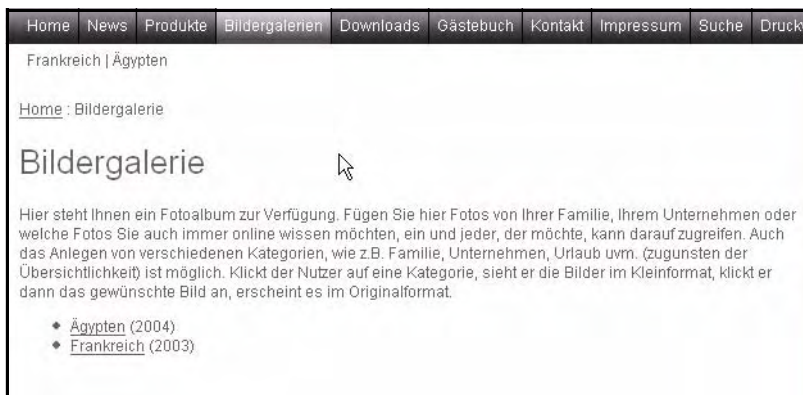 Home News Produkte Bildergalerien Downloads Gästebuch Kontakt Impressum Suche
Frankreich | Ägypten
Home : Bildergalerie
Bildergalerie
Hier steht Ihnen ein Fotoalbum zur Verfügung. Fügen Sie hier Fotos von Ihrer Familie, Ihrem Unternehmen oder
welche Fotos Sie auch immer online wissen möchten, ein und jeder, der möchte, kann darauf zugreifen. Auch
das Anlegen von verschiedenen Kategorien, wie z.B. Familie, Unternehmen, Urlaub uvm. (zugunsten der
Übersichtlichkeit) ist möglich. Klickt der Nutzer auf eine Kategorie, sieht er die Bilder im Kleinformat, klickt er
dann das gewünschte Bild an, erscheint es im Originalformat.
Ägypten (2004)
Frankreich (2003)